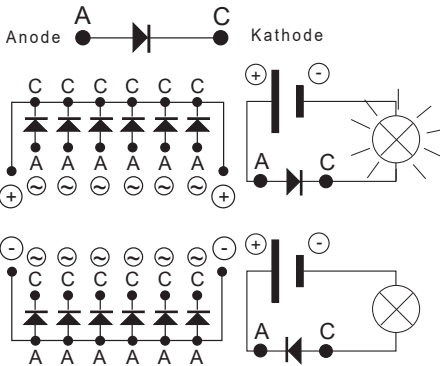 A C
Anode Kathode
C C C C C C
A A A A A A
~ ~ ~ ~ ~ ~
+ +
+ -
A C
- -
~ ~ ~ ~ ~ ~
C C C C C C
A A A A A A
+ -
A C